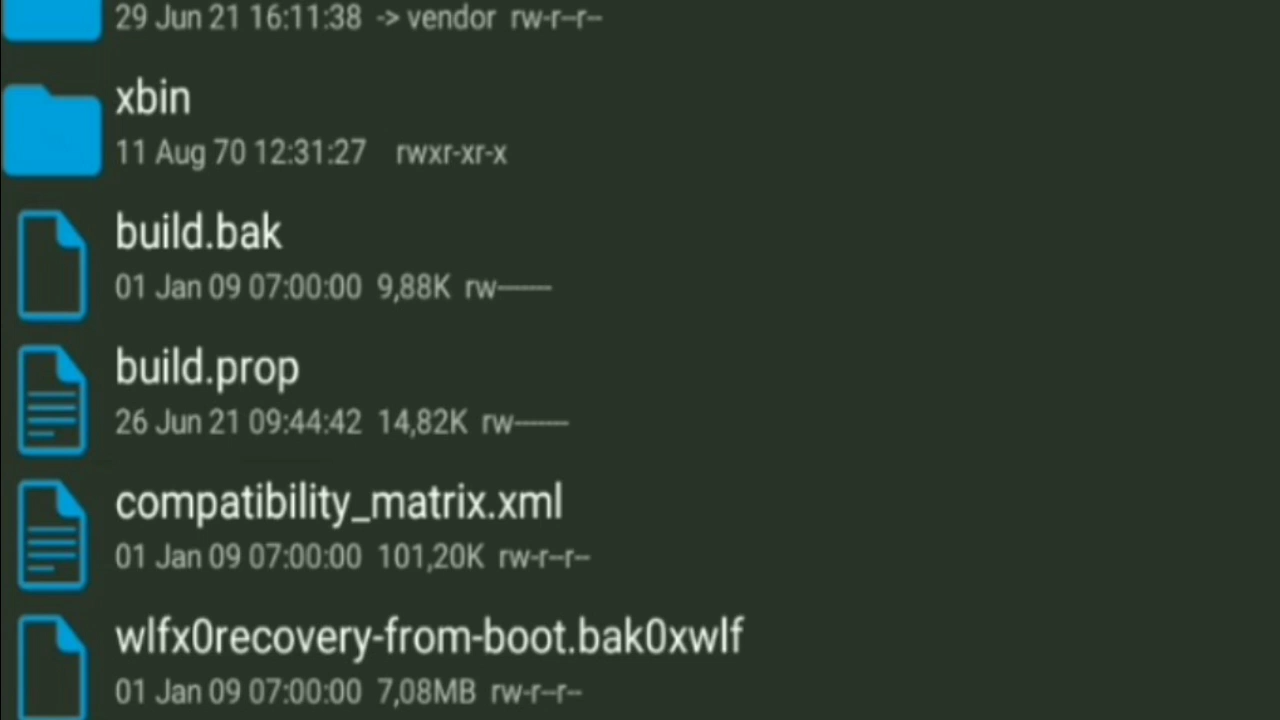 29 Jun 21 16:11:38 -> vendor rw-r--r--
xbin
11 Aug 70 12:31:27 rwxr-xr-x
build.bak
01 Jan 09 07:00:00 9,88K rw-------
build.prop
26 Jun 21 09:44:42 14,82K rw-------
compatibility_matrix.xml
01 Jan 09 07:00:00 101,20K rw-r--r--
wlfx0recovery-from-boot.bak0xwlf
01 Jan 09 07:00:00 7,08MB rw-r--r--